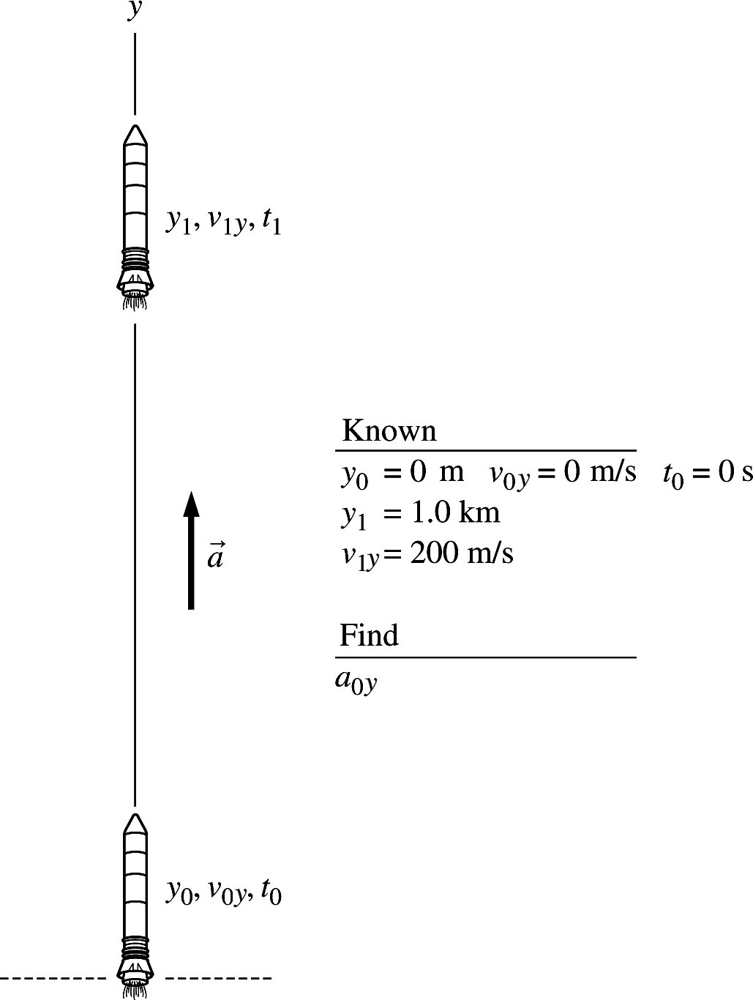 y
y₁, v₁y, t₁
Known
y₀ = 0 m v₀y = 0 m/s t₀ = 0 s
y₁ = 1.0 km
v₁y = 200 m/s
a⃗
Find
a₀y
y₀, v₀y, t₀